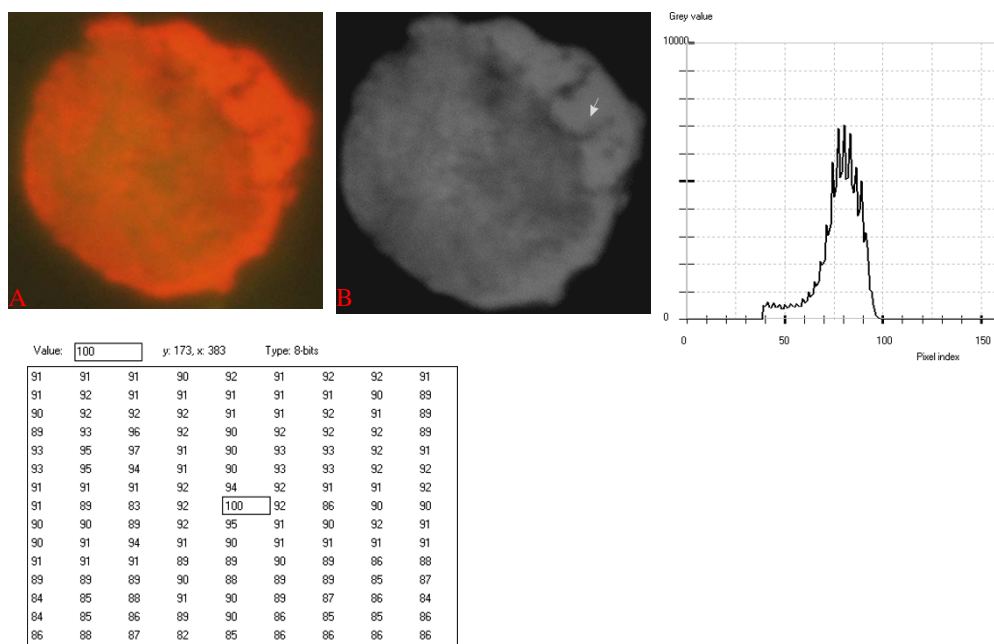 A
B
Grey value
10000
0
0 50 100 150
Pixel index
Value: 100 y: 173, x: 383 Type: 8-bits
91 91 91 90 92 91 92 92 91
91 92 91 91 91 91 91 90 89
90 92 92 92 91 91 92 91 89
89 93 96 92 90 92 92 92 89
93 95 97 91 90 93 93 92 91
93 95 94 91 90 93 93 92 92
91 91 91 92 94 92 91 91 92
91 89 83 92 100 92 86 90 90
90 90 89 92 95 91 90 92 91
90 91 94 91 90 91 91 91 91
91 91 91 89 89 90 89 86 88
89 89 89 90 88 89 89 85 87
84 85 88 91 90 89 87 86 84
84 85 86 89 90 86 85 85 86
86 88 87 82 85 86 86 86 86